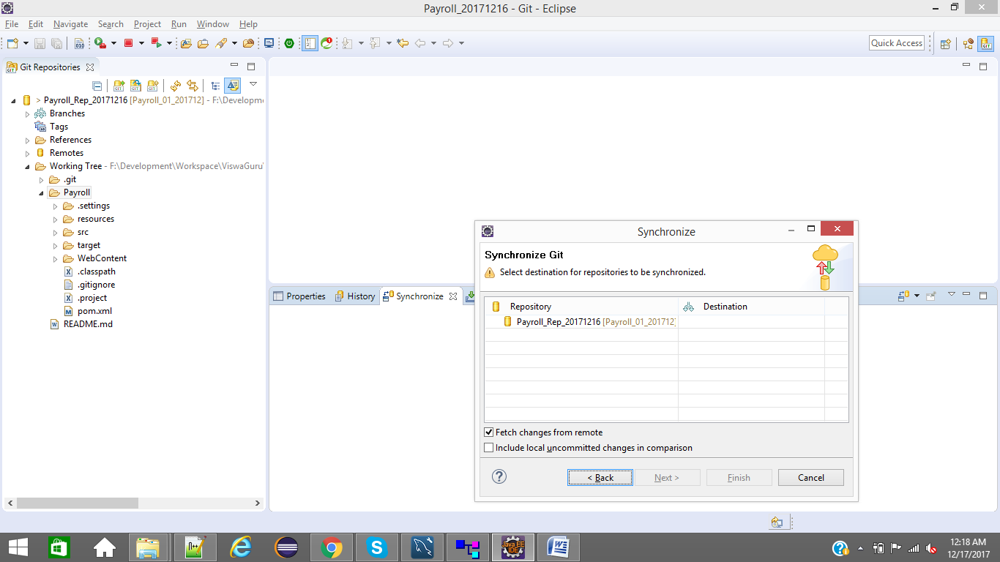 Payroll_20171216 - Git - Eclipse
File Edit Navigate Search Project Run Window Help
Quick Access
Git Repositories
> Payroll_Rep_20171216 [Payroll_01_201712] - F:\Developme
Branches
Tags
References
Remotes
Working Tree - F:\Development\Workspace\ViswaGuru
.git
Payroll
.settings
resources
src
target
WebContent
.classpath
.gitignore
.project
pom.xml
README.md
Properties History Synchronize
Synchronize
Synchronize Git
Select destination for repositories to be synchronized.
Repository Destination
Payroll_Rep_20171216 [Payroll_01_201712]
Fetch changes from remote
Include local uncommitted changes in comparison
< Back Next > Finish Cancel
12:18 AM
12/17/2017